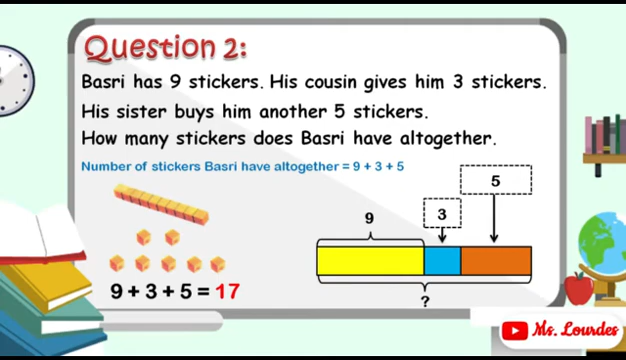 Question 2:
Basri has 9 stickers. His cousin gives him 3 stickers.
His sister buys him another 5 stickers.
How many stickers does Basri have altogether.
Number of stickers Basri have altogether = 9 + 3 + 5
5
3
9
?
9 + 3 + 5 = 17
Ms. Lourdes